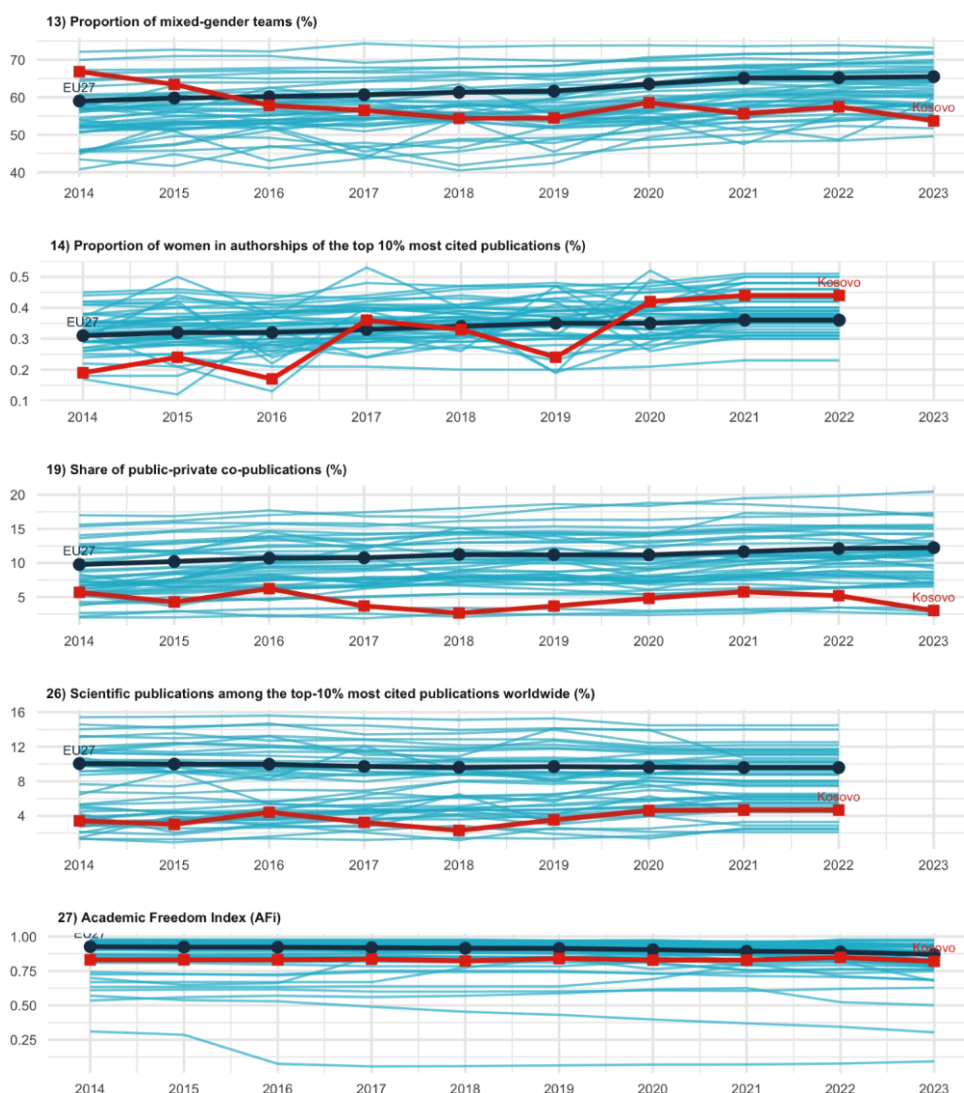 13) Proportion of mixed-gender teams (%)
70
EU27
60
Kosovo
50
40
2014 2015 2016 2017 2018 2019 2020 2021 2022 2023
14) Proportion of women in authorships of the top 10% most cited publications (%)
0.5
Kosovo
0.4
EU27
0.3
0.2
0.1
2014 2015 2016 2017 2018 2019 2020 2021 2022 2023
19) Share of public-private co-publications (%)
20
15
EU27
10
5
Kosovo
2014 2015 2016 2017 2018 2019 2020 2021 2022 2023
26) Scientific publications among the top-10% most cited publications worldwide (%)
16
12
EU27
8
Kosovo
4
2014 2015 2016 2017 2018 2019 2020 2021 2022 2023
27) Academic Freedom Index (AFi)
EU27
1.00
Kosovo
0.75
0.50
0.25
2014 2015 2016 2017 2018 2019 2020 2021 2022 2023